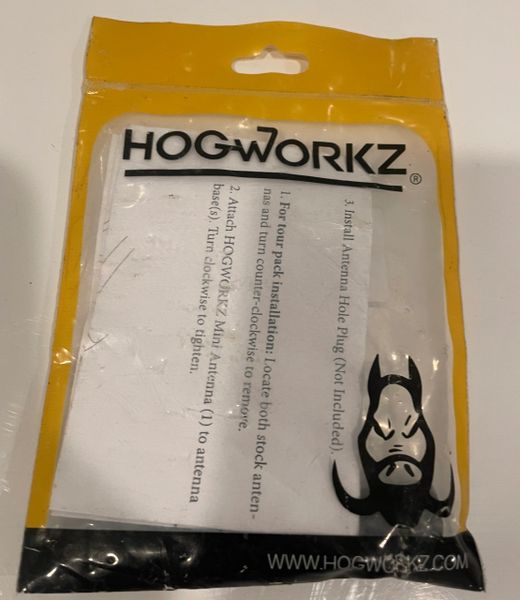 HOGWORKZ
®
3. Install Antenna Hole Plug (Not Included).
1. For tour pack installation: Locate both stock anten-
nas and turn counter-clockwise to remove.
2. Attach HOGWORKZ Mini Antenna (1) to antenna
base(s). Turn clockwise to tighten.
WWW.HOGWORKZ.COM